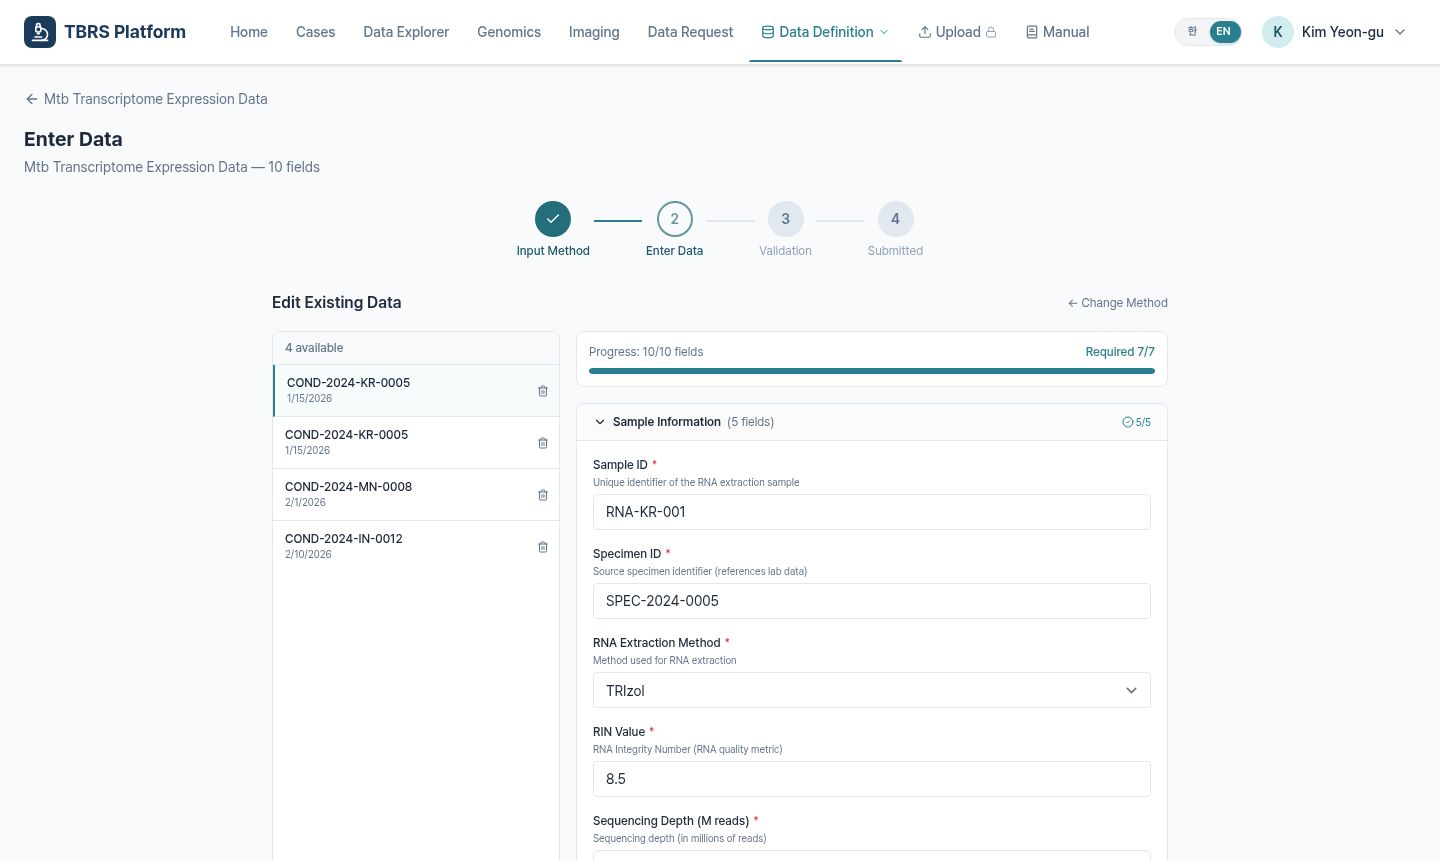 TBRS Platform
Home
Cases
Data Explorer
Genomics
Imaging
Data Request
Data Definition
Upload
Manual
한
EN
K
Kim Yeon-gu
← Mtb Transcriptome Expression Data
Enter Data
Mtb Transcriptome Expression Data — 10 fields
2
3
4
Input Method
Enter Data
Validation
Submitted
Edit Existing Data
← Change Method
4 available
COND-2024-KR-0005
1/15/2026
COND-2024-KR-0005
1/15/2026
COND-2024-MN-0008
2/1/2026
COND-2024-IN-0012
2/10/2026
Progress: 10/10 fields
Required 7/7
Sample Information (5 fields)
5/5
Sample ID *
Unique identifier of the RNA extraction sample
RNA-KR-001
Specimen ID *
Source specimen identifier (references lab data)
SPEC-2024-0005
RNA Extraction Method *
Method used for RNA extraction
TRIzol
RIN Value *
RNA Integrity Number (RNA quality metric)
8.5
Sequencing Depth (M reads) *
Sequencing depth (in millions of reads)